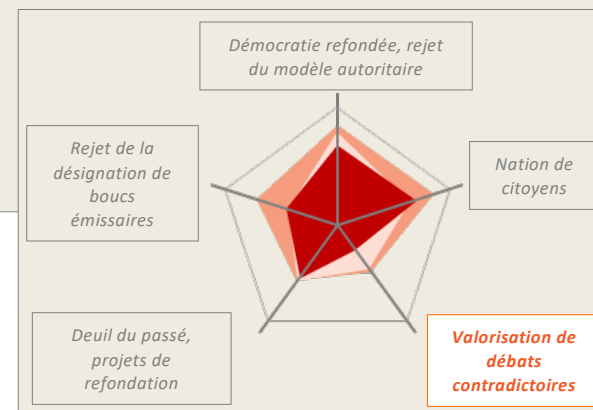 Démocratie refondée, rejet
du modèle autoritaire
Rejet de la
désignation de
boucs
émissaires
Nation de
citoyens
Deuil du passé,
projets de
refondation
Valorisation de
débats
contradictoires